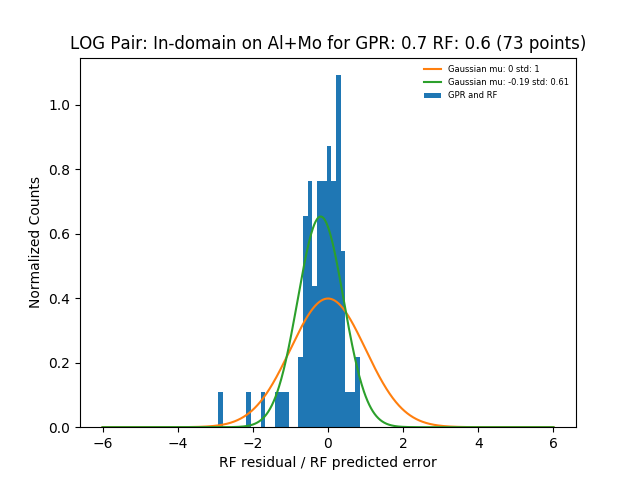 LOG Pair: In-domain on Al+Mo for GPR: 0.7 RF: 0.6 (73 points)
Gaussian mu: 0 std: 1
Gaussian mu: -0.19 std: 0.61
GPR and RF
Normalized Counts
1.0
0.8
0.6
0.4
0.2
0.0
−6 −4 −2 0 2 4 6
RF residual / RF predicted error